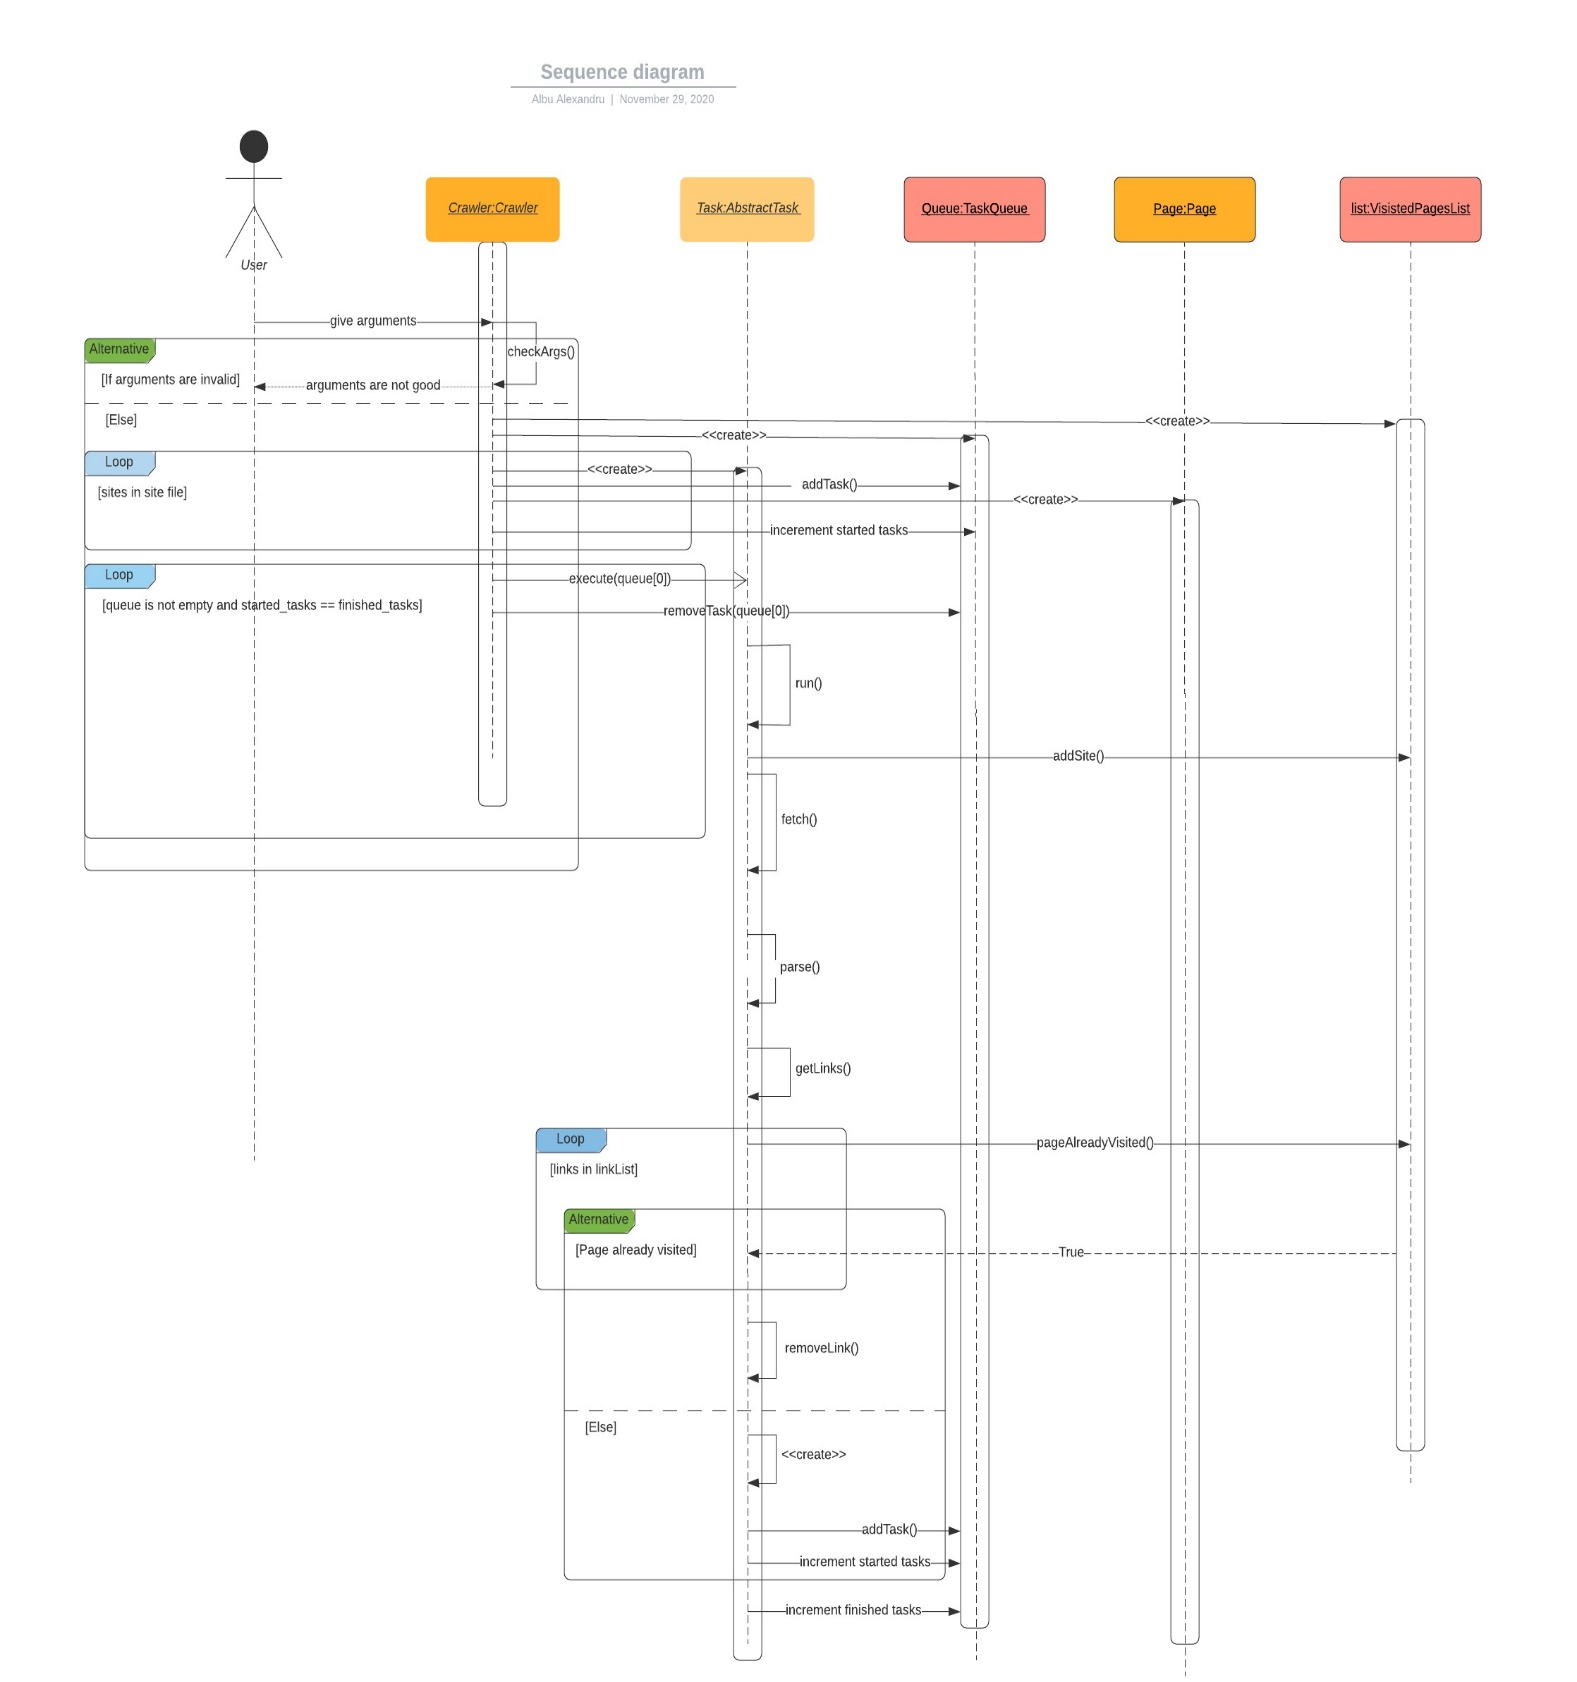 Sequence diagram
Albu Alexandru | November 29, 2020
Crawler:Crawler
Task:AbstractTask
Queue:TaskQueue
Page:Page
list:VisistedPagesList
User
give arguments
Alternative
checkArgs()
[If arguments are invalid]
arguments are not good
[Else]
<<create>>
<<create>>
Loop
<<create>>
[sites in site file]
addTask()
<<create>>
incerement started tasks
Loop
execute(queue[0])
[queue is not empty and started_tasks == finished_tasks]
removeTask(queue[0])
run()
addSite()
fetch()
parse()
getLinks()
Loop
pageAlreadyVisited()
[links in linkList]
Alternative
[Page already visited]
True
removeLink()
[Else]
<<create>>
addTask()
increment started tasks
increment finished tasks